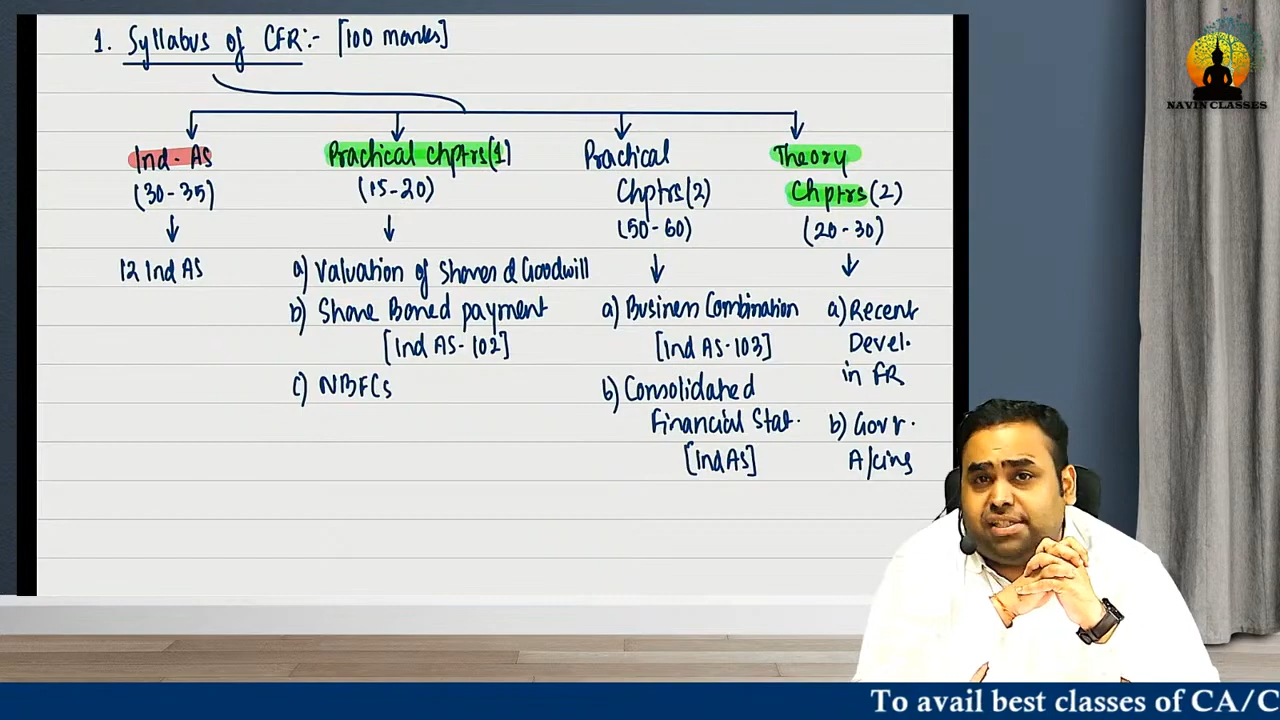 1. Syllabus of CFR:- [100 marks]
Ind-AS
(30-35)
12 Ind AS
Practical Chptrs(1)
(15-20)
a) Valuation of Shares & Goodwill
b) Share Based payment
[Ind AS-102]
c) NBFCs
Practical
Chptrs(2)
(50-60)
a) Business Combination
[Ind AS-103]
b) Consolidated
Financial Stat.
[Ind AS]
Theory
Chptrs(2)
(20-30)
a) Recent
Devel.
in FR
b) Govt.
A/cing
NAVIN CLASSES
To avail best classes of CA/C